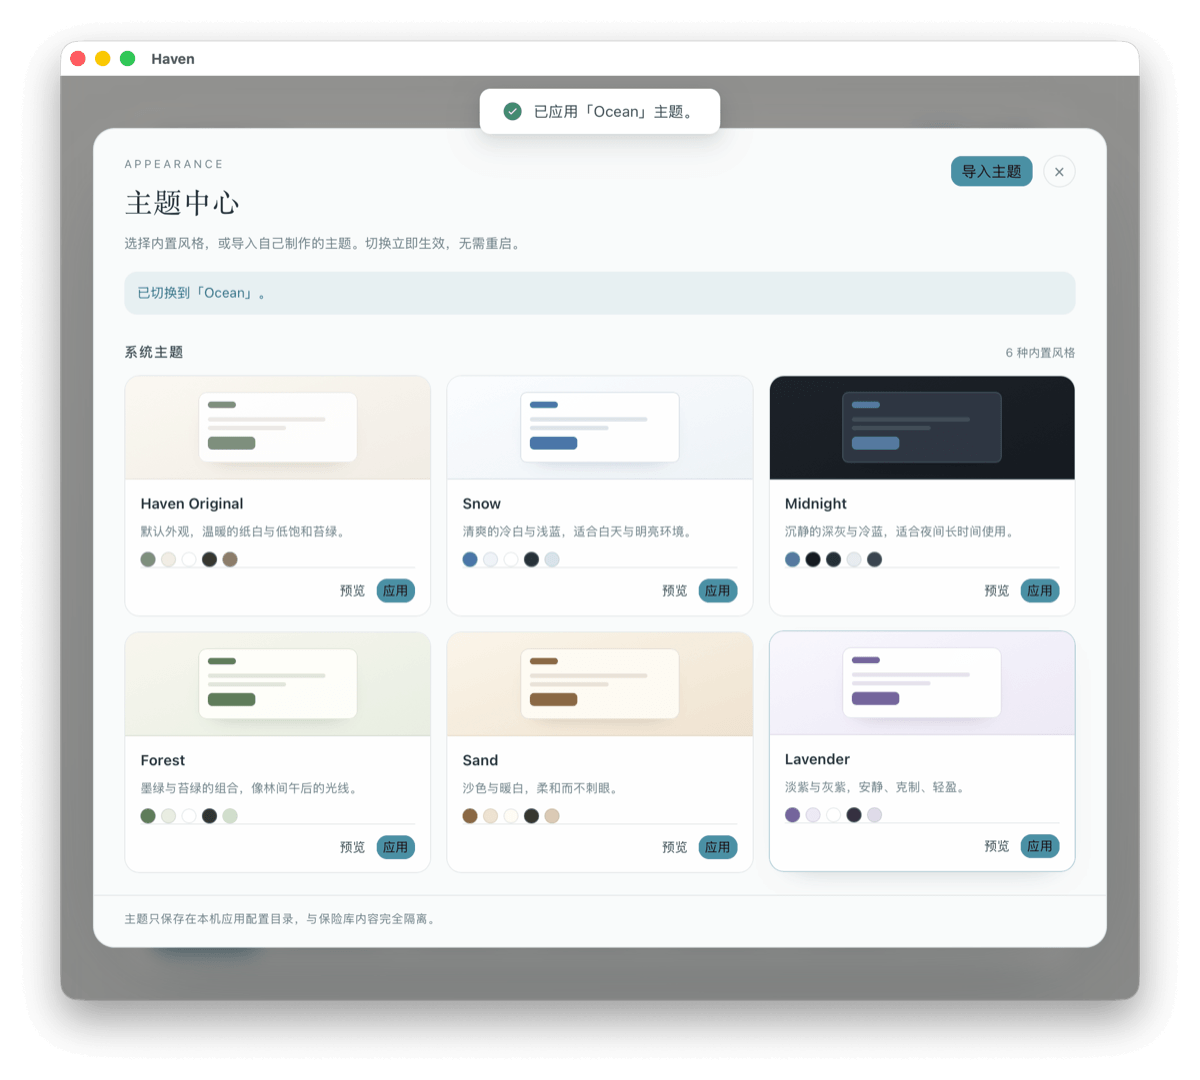 Haven
已应用「Ocean」主题。
APPEARANCE
导入主题
主题中心
选择内置风格，或导入自己制作的主题。切换立即生效，无需重启。
已切换到「Ocean」。
系统主题
6 种内置风格
Haven Original
默认外观，温暖的纸白与低饱和苔绿。
预览 应用
Snow
清爽的冷白与浅蓝，适合白天与明亮环境。
预览 应用
Midnight
沉静的深灰与冷蓝，适合夜间长时间使用。
预览 应用
Forest
墨绿与苔绿的组合，像林间午后的光线。
预览 应用
Sand
沙色与暖白，柔和而不刺眼。
预览 应用
Lavender
淡紫与灰紫，安静、克制、轻盈。
预览 应用
主题只保存在本机应用配置目录，与保险库内容完全隔离。